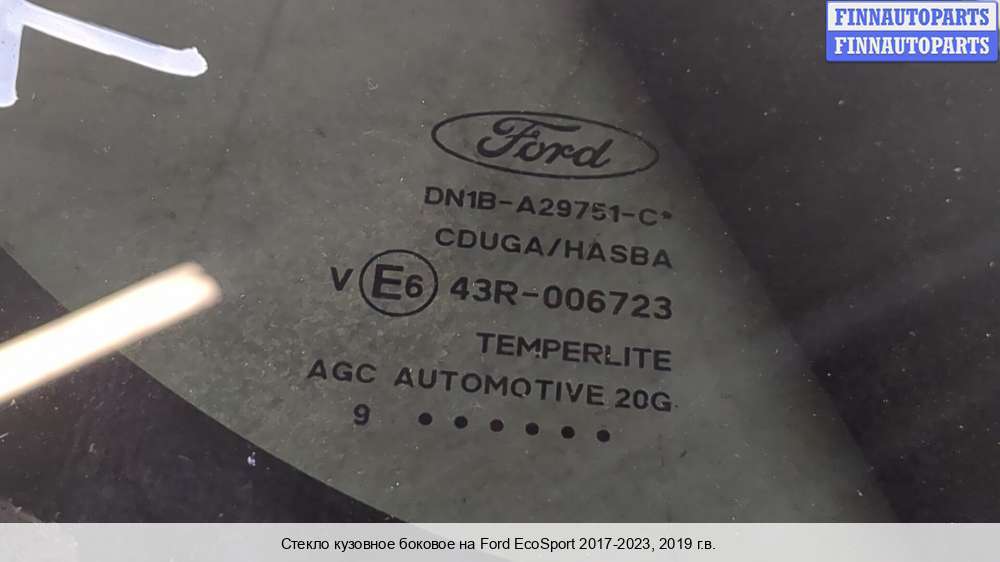 FINNAUTOPARTS
FINNAUTOPARTS
Ford
DN1B-A29751-C*
CDUGA/HASBA
V E6 43R-006723
TEMPERLITE
AGC AUTOMOTIVE 20G
9 ● ● ● ● ● ●
Стекло кузовное боковое на Ford EcoSport 2017-2023, 2019 г.в.